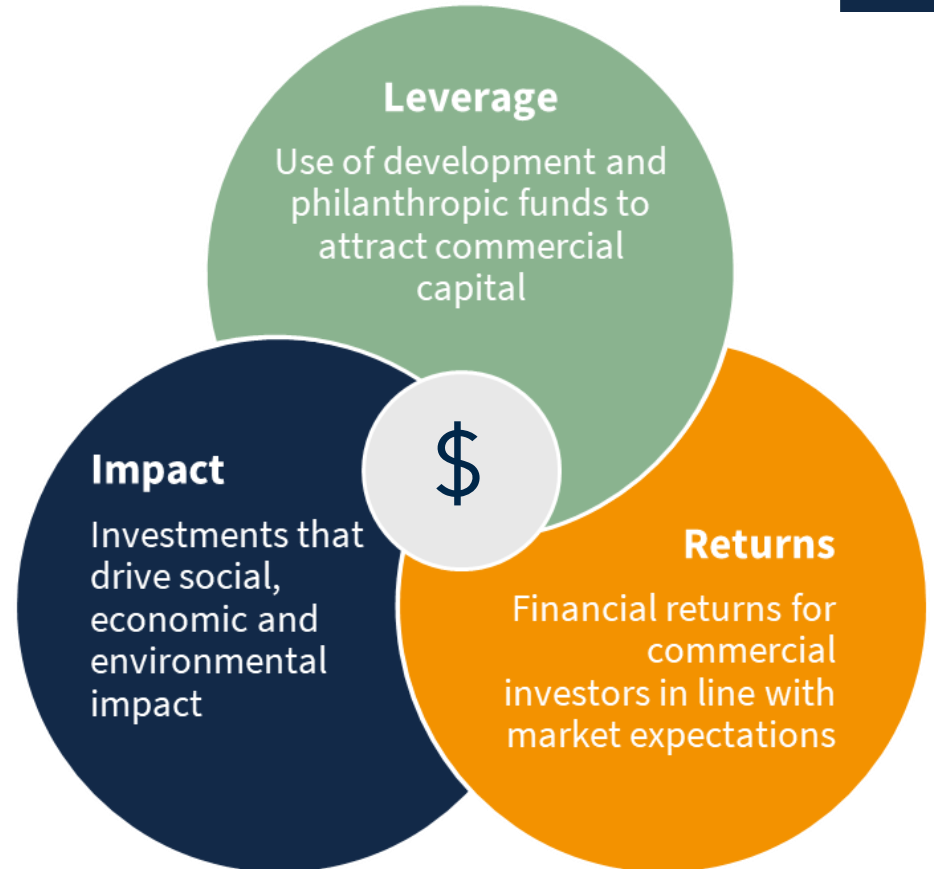 Leverage
Use of development and
philanthropic funds to
attract commercial
capital
$
Impact
Investments that
drive social,
economic and
environmental
impact
Returns
Financial returns for
commercial
investors in line with
market expectations